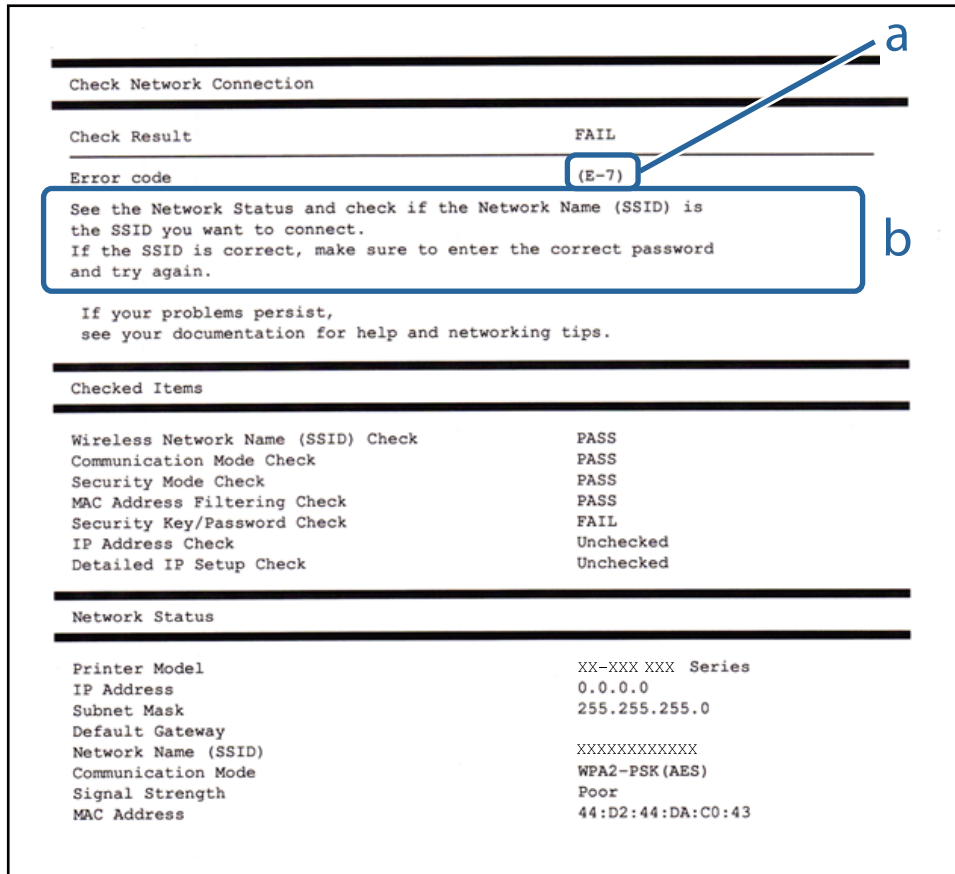 a
Check Network Connection
Check Result FAIL
Error code (E-7)
See the Network Status and check if the Network Name (SSID) is
the SSID you want to connect.
If the SSID is correct, make sure to enter the correct password
and try again.
b
If your problems persist,
see your documentation for help and networking tips.
Checked Items
Wireless Network Name (SSID) Check PASS
Communication Mode Check PASS
Security Mode Check PASS
MAC Address Filtering Check PASS
Security Key/Password Check FAIL
IP Address Check Unchecked
Detailed IP Setup Check Unchecked
Network Status
Printer Model XX-XXX XXX Series
IP Address 0.0.0.0
Subnet Mask 255.255.255.0
Default Gateway
Network Name (SSID) XXXXXXXXXXXX
Communication Mode WPA2-PSK(AES)
Signal Strength Poor
MAC Address 44:D2:44:DA:C0:43